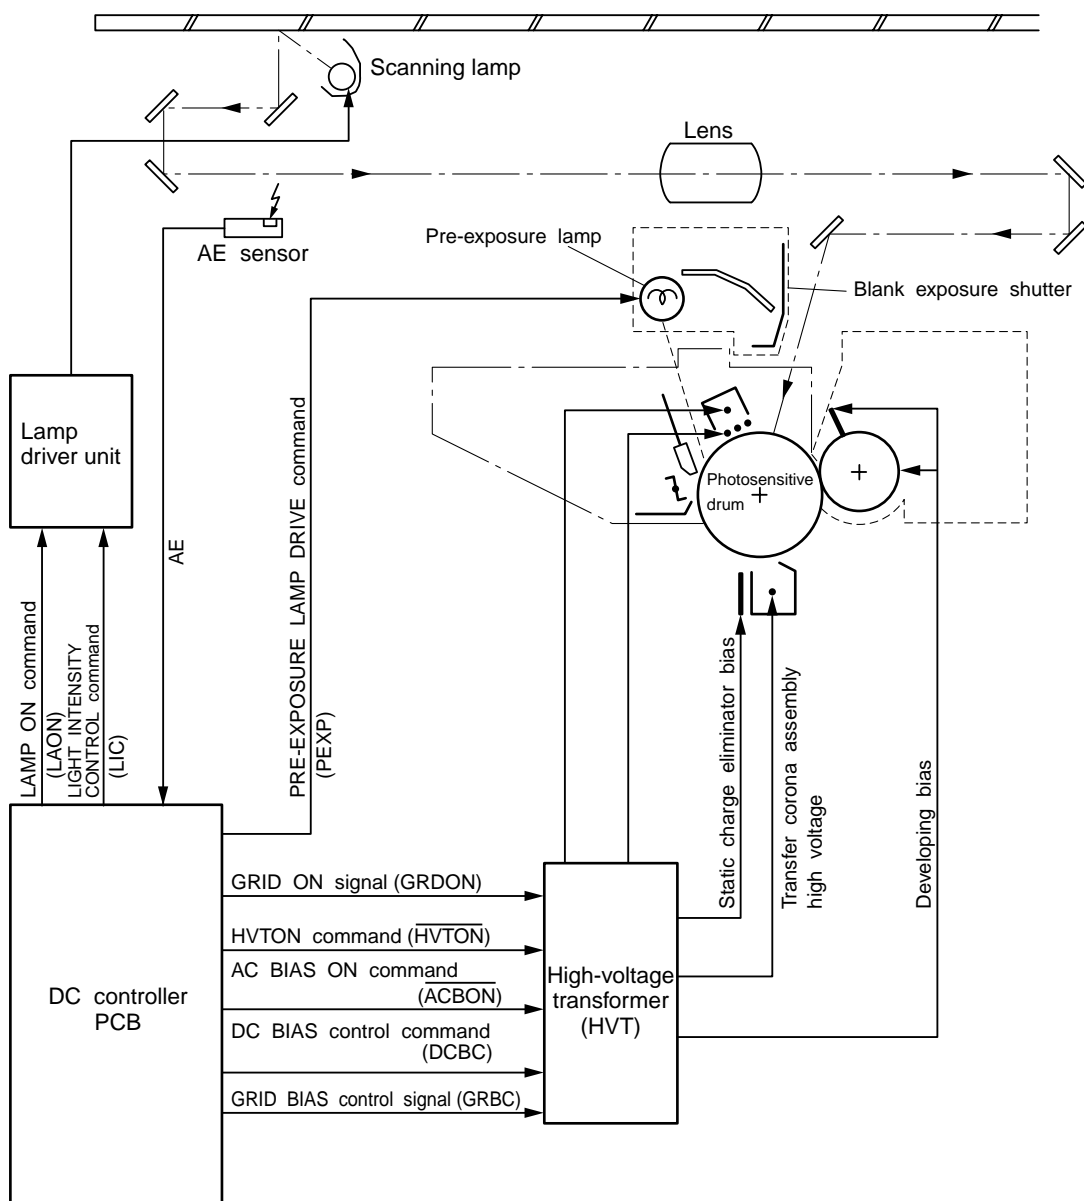 Scanning lamp
Lens
AE sensor
Pre-exposure lamp
Blank exposure shutter
Lamp
driver unit
Photosensitive
drum
AE
LAMP ON command
(LAON)
LIGHT INTENSITY
CONTROL command
(LIC)
PRE-EXPOSURE LAMP DRIVE command
(PEXP)
Static charge eliminator bias
Transfer corona assembly
high voltage
Developing bias
DC controller
PCB
GRID ON signal (GRDON)
HVTON command (HVTON)
AC BIAS ON command
(ACBON)
DC BIAS control command
(DCBC)
GRID BIAS control signal (GRBC)
High-voltage
transformer
(HVT)